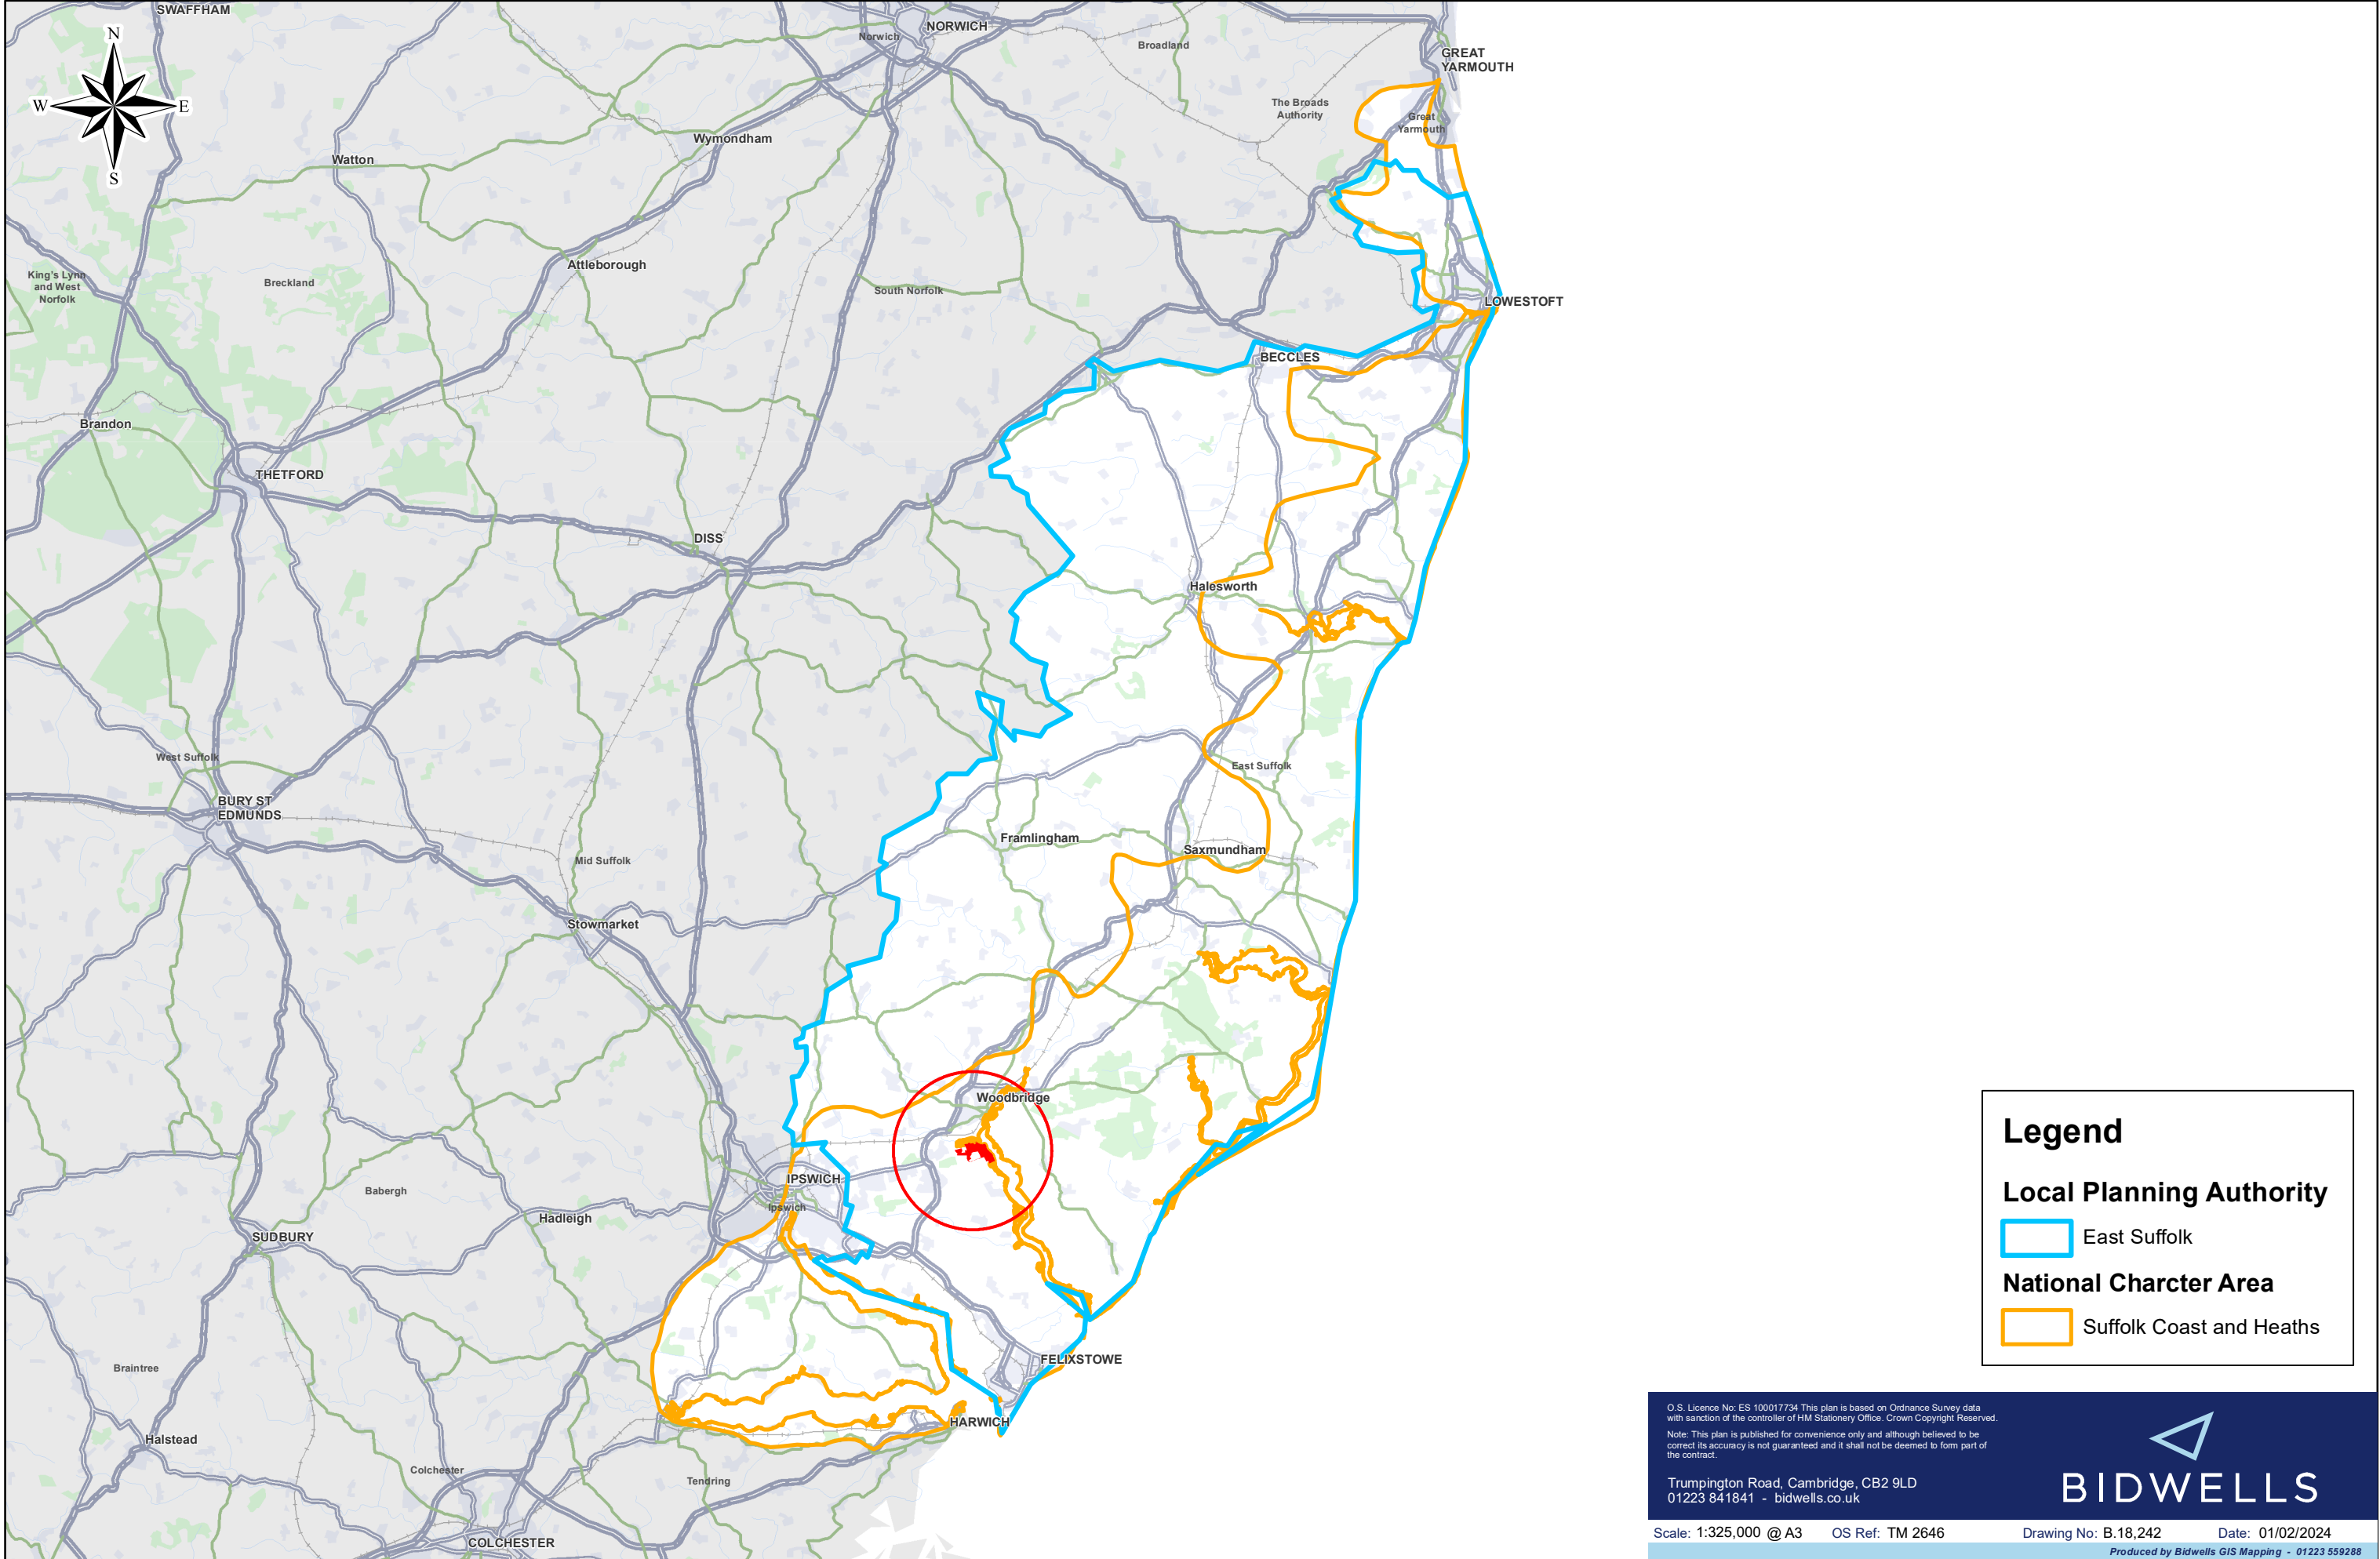 SWAFFHAM
NORWICH
Norwich
Broadland
GREAT
YARMOUTH
N
W
E
S
The Broads
Authority
Great
Yarmouth
Wymondham
Watton
Attleborough
King's Lynn
and West
Norfolk
Breckland
South Norfolk
LOWESTOFT
BECCLES
Brandon
THETFORD
DISS
Halesworth
West Suffolk
East Suffolk
BURY ST
EDMUNDS
Framlingham
Saxmundham
Mid Suffolk
Stowmarket
Woodbridge
IPSWICH
Ipswich
Babergh
Hadleigh
SUDBURY
FELIXSTOWE
Braintree
HARWICH
Halstead
Colchester
Tendring
COLCHESTER
Legend
Local Planning Authority
East Suffolk
National Charcter Area
Suffolk Coast and Heaths
O.S. Licence No: ES 100017734 This plan is based on Ordnance Survey data
with sanction of the controller of HM Stationery Office. Crown Copyright Reserved.
Note: This plan is published for convenience only and although believed to be
correct its accuracy is not guaranteed and it shall not be deemed to form part of
the contract.
Trumpington Road, Cambridge, CB2 9LD
01223 841841 - bidwells.co.uk
BIDWELLS
Scale: 1:325,000 @ A3 OS Ref: TM 2646 Drawing No: B.18,242 Date: 01/02/2024
Produced by Bidwells GIS Mapping - 01223 559288